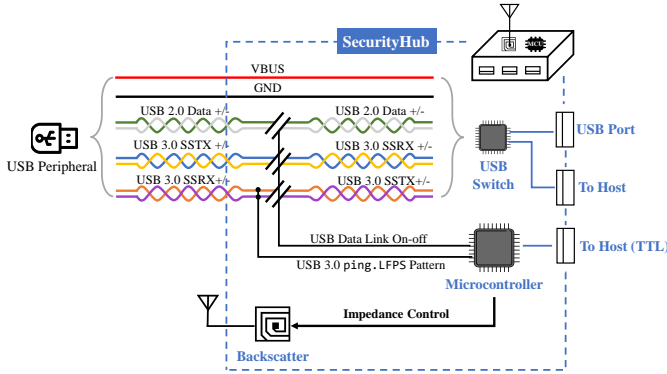 SecurityHub
MCU
VBUS
GND
USB 2.0 Data +/-
USB 2.0 Data +/-
USB 3.0 SSTX +/-
USB 3.0 SSRX+/-
USB 3.0 SSRX+/-
USB 3.0 SSTX+/-
USB Peripheral
USB
Switch
USB Port
To Host
To Host (TTL)
USB Data Link On-off
USB 3.0 ping.LFPS Pattern
Microcontroller
Impedance Control
Backscatter